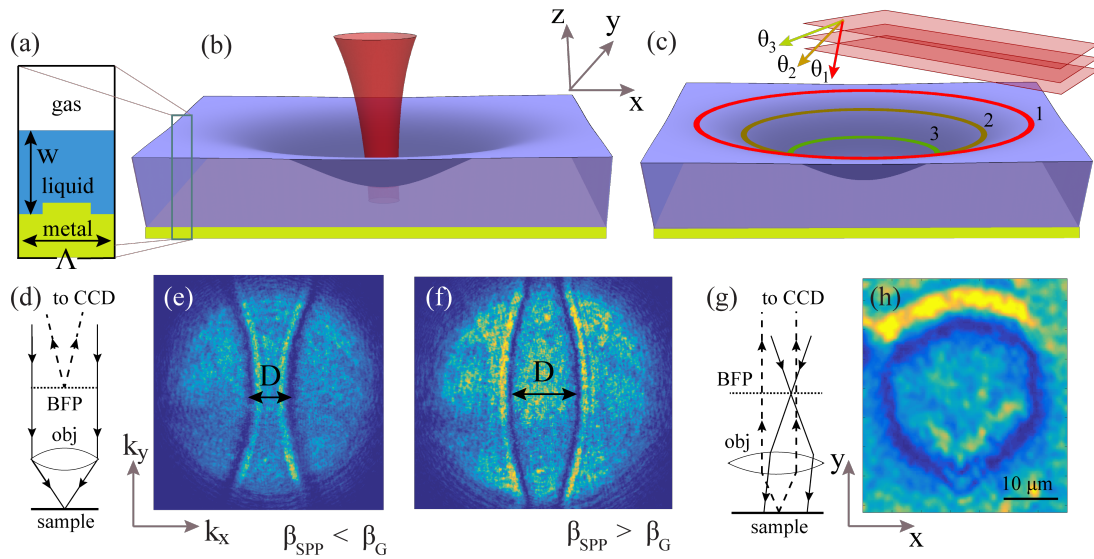 (a)
gas
w
liquid
metal
Λ
(b)
z
y
x
(c)
θ3
θ2
θ1
1
2
3
(d)
to CCD
BFP
obj
sample
ky
kx
(e)
D
βSPP < βG
(f)
D
βSPP > βG
(g)
to CCD
BFP
obj
sample
y
x
(h)
10 μm